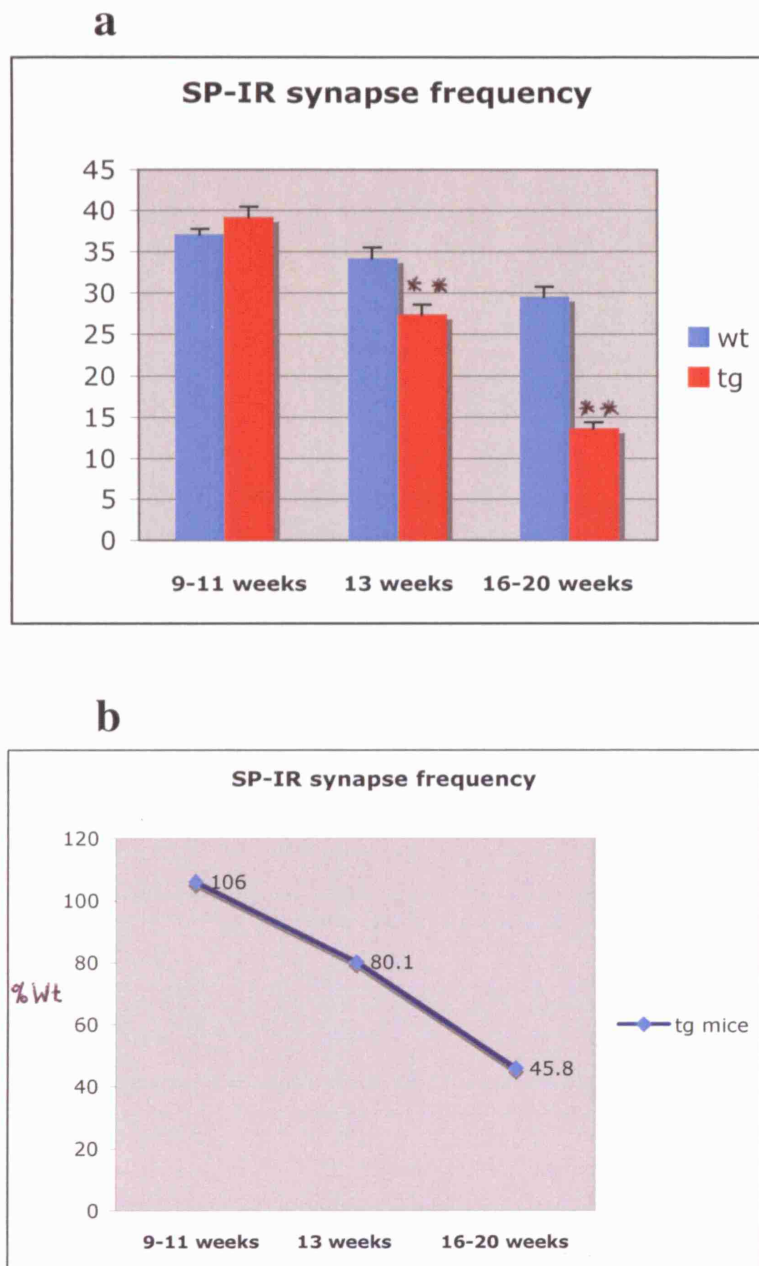 a
SP-IR synapse frequency
45
40
35
30
25
20
15
10
5
0
**
**
wt
tg
9-11 weeks 13 weeks 16-20 weeks
b
SP-IR synapse frequency
120
100
80
60
40
20
0
%Wt
106
80.1
45.8
tg mice
9-11 weeks 13 weeks 16-20 weeks